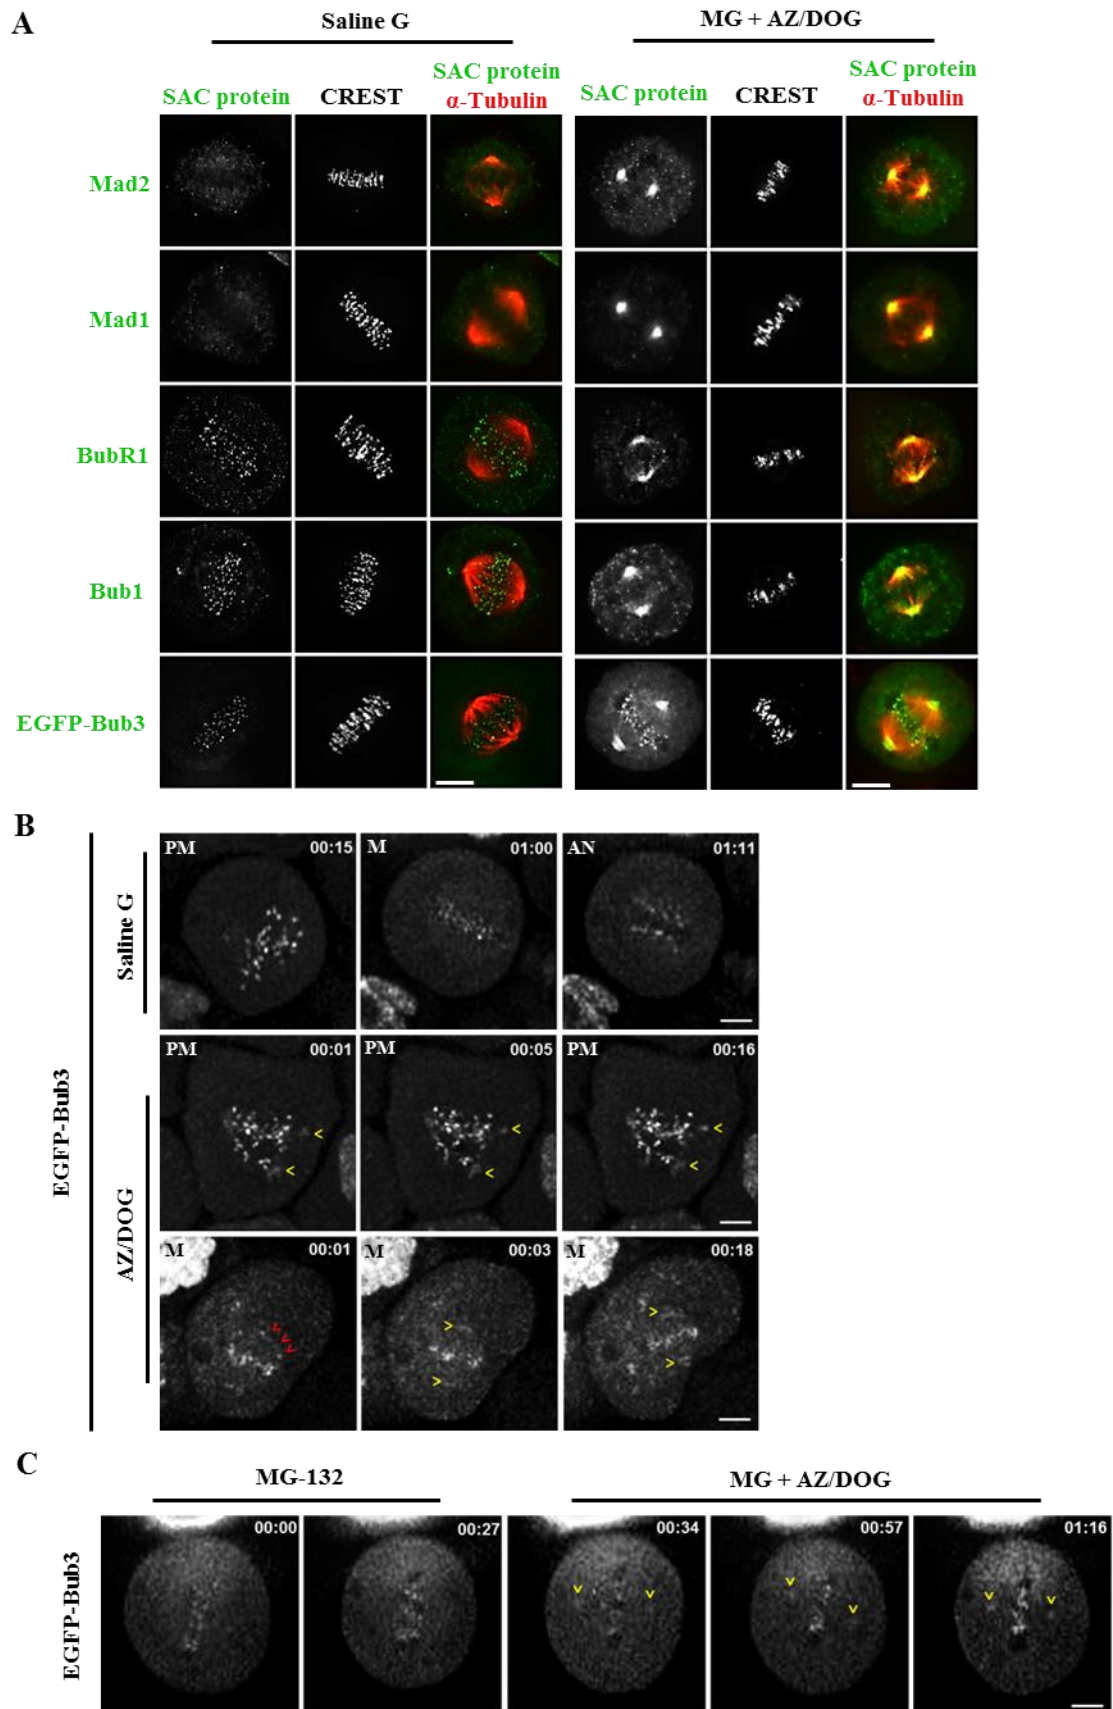 A
Saline G
MG + AZ/DOG
SAC protein
CREST
SAC protein
α-Tubulin
SAC protein
CREST
SAC protein
α-Tubulin
Mad2
Mad1
BubR1
Bub1
EGFP-Bub3
B
EGFP-Bub3
Saline G
PM 00:15
M 01:00
AN 01:11
AZ/DOG
PM 00:01
PM 00:05
PM 00:16
M 00:01
M 00:03
M 00:18
C
MG-132
MG + AZ/DOG
EGFP-Bub3
00:00
00:27
00:34
00:57
01:16